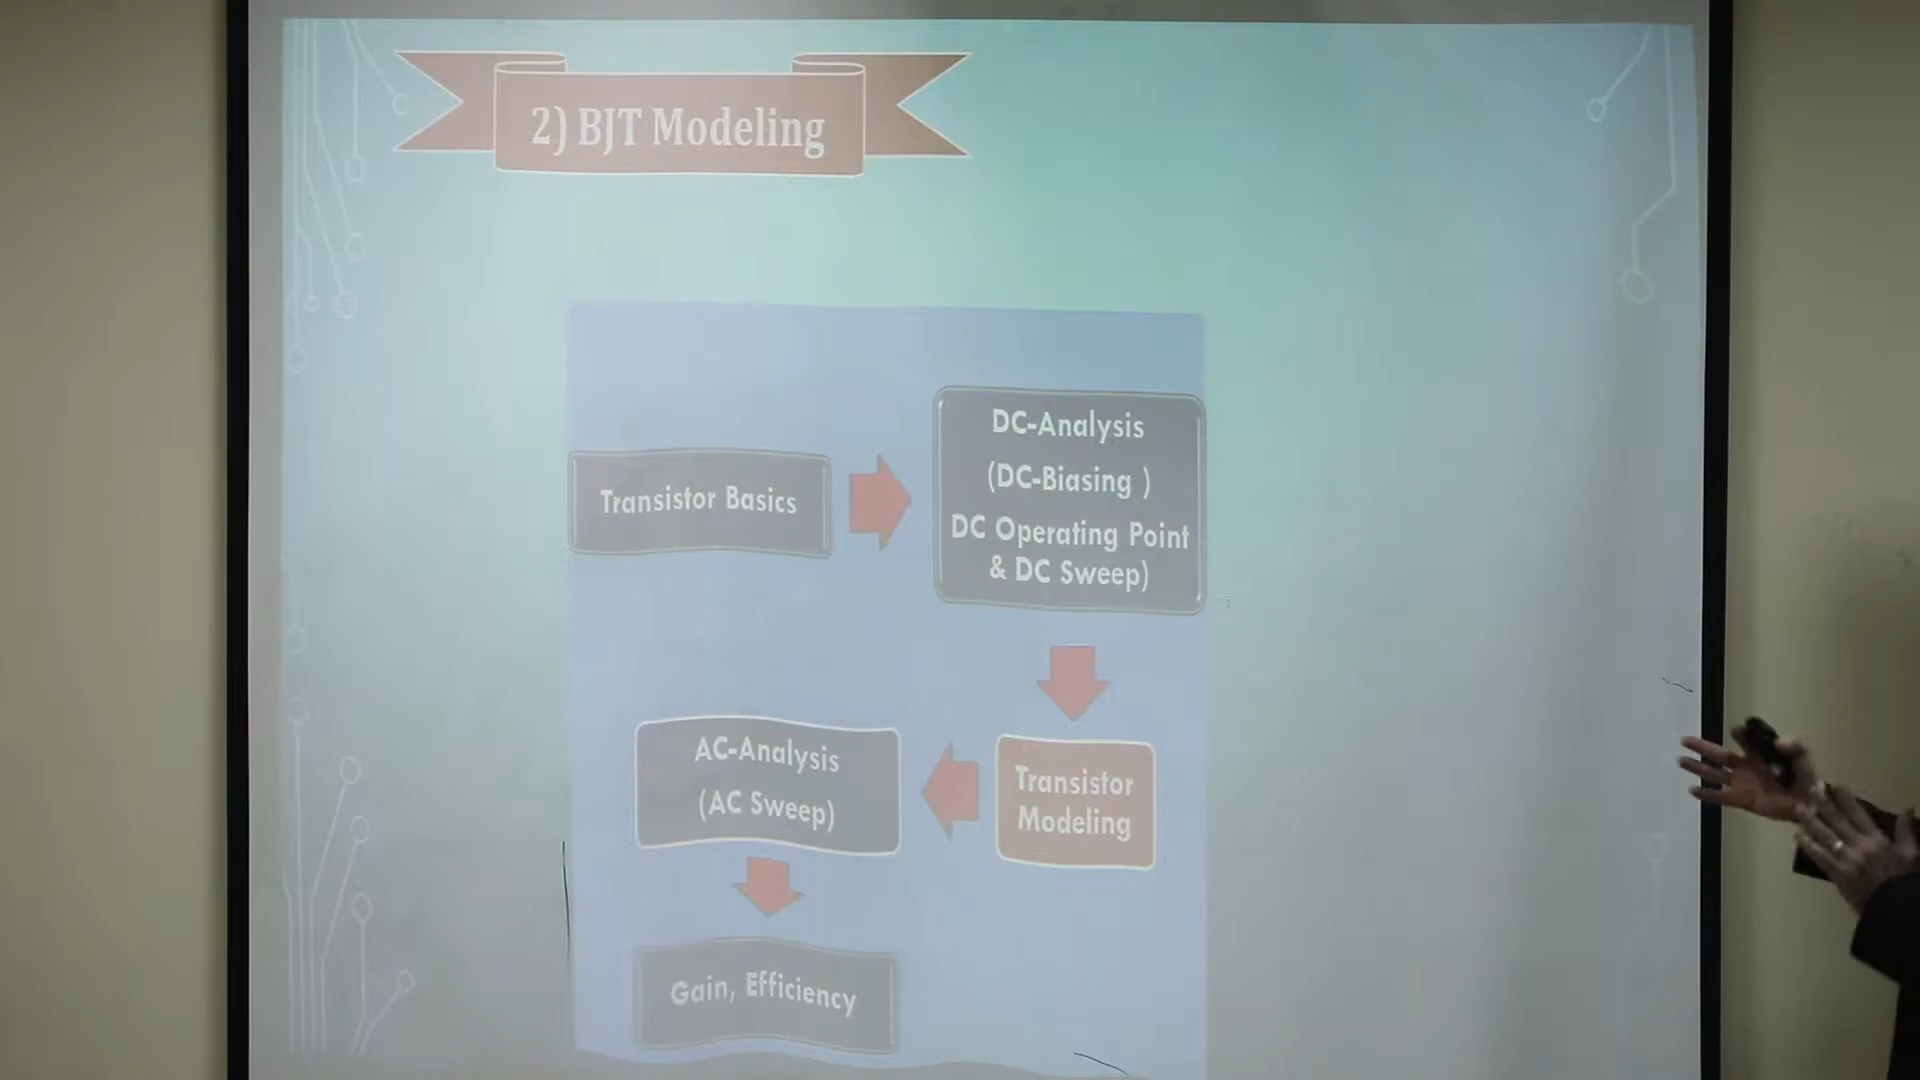 2) BJT Modeling
Transistor Basics
DC-Analysis
(DC-Biasing )
DC Operating Point
& DC Sweep)
Transistor
Modeling
AC-Analysis
(AC Sweep)
Gain, Efficiency